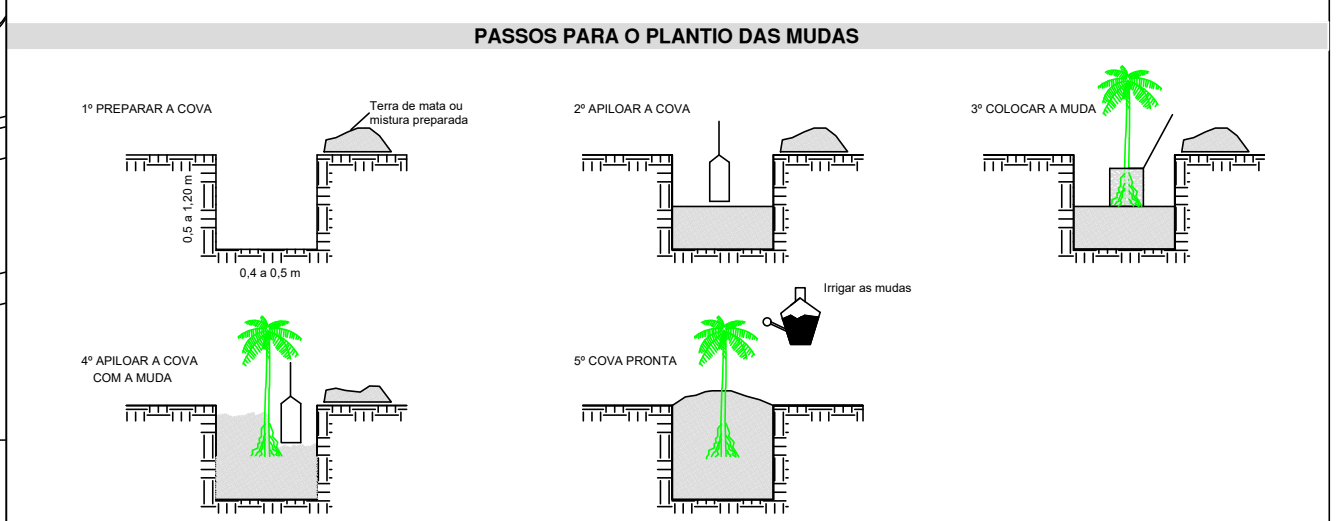 PASSOS PARA O PLANTIO DAS MUDAS
1º PREPARAR A COVA
Terra de mata ou
mistura preparada
0,5 a 1,20 m
0,4 a 0,5 m
2º APILOAR A COVA
3º COLOCAR A MUDA
4º APILOAR A COVA
COM A MUDA
5º COVA PRONTA
Irrigar as mudas